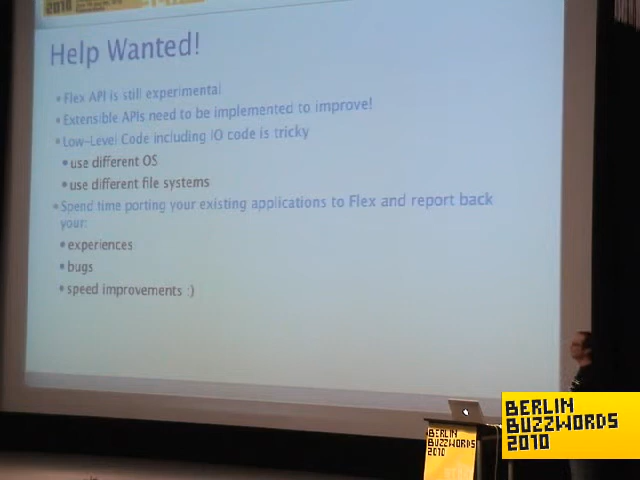 2010
Help Wanted!
• Flex API is still experimental
• Extensible APIs need to be implemented to improve!
• Low-Level Code including IO code is tricky
• use different OS
• use different file systems
• Spend time porting your existing applications to Flex and report back
your:
• experiences
• bugs
• speed improvements :)
BERLIN
BUZZWORDS
2010
BERLIN
BUZZWORDS
2010